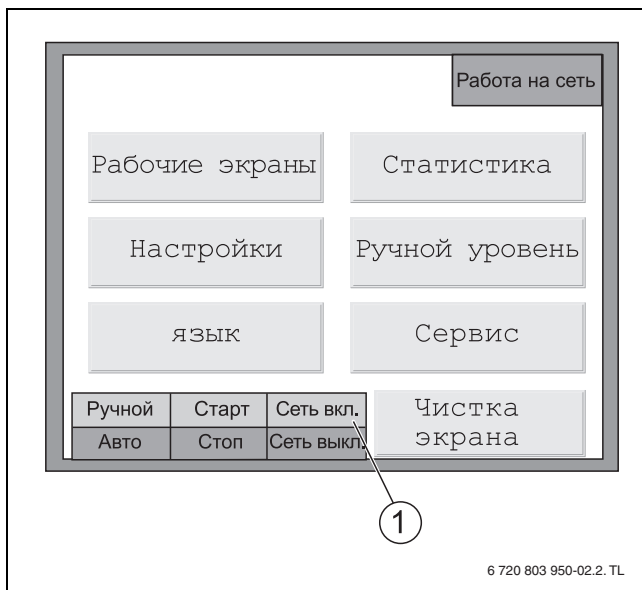 Работа на сеть
Рабочие экраны
Статистика
Настройки
Ручной уровень
язык
Сервис
Ручной
Старт
Сеть вкл.
Чистка
экрана
Авто
Стоп
Сеть выкл.
1
6 720 803 950-02.2. TL